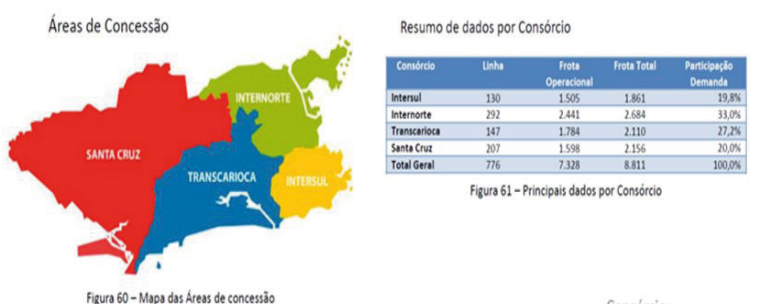 Áreas de Concessão
INTERNORTE
SANTA CRUZ
TRANSCARIOCA
INTERSUL
Figura 60 – Mapa das Áreas de concessão
Resumo de dados por Consórcio
Consórcio Linha Frota Operacional Frota Total Participação Demanda
Intersul 130 1.505 1.861 19,8%
Internorte 292 2.441 2.684 33,0%
Transcarioca 147 1.784 2.110 27,2%
Santa Cruz 207 1.598 2.156 20,0%
Total Geral 776 7.328 8.811 100,0%
Figura 61 – Principais dados por Consórcio